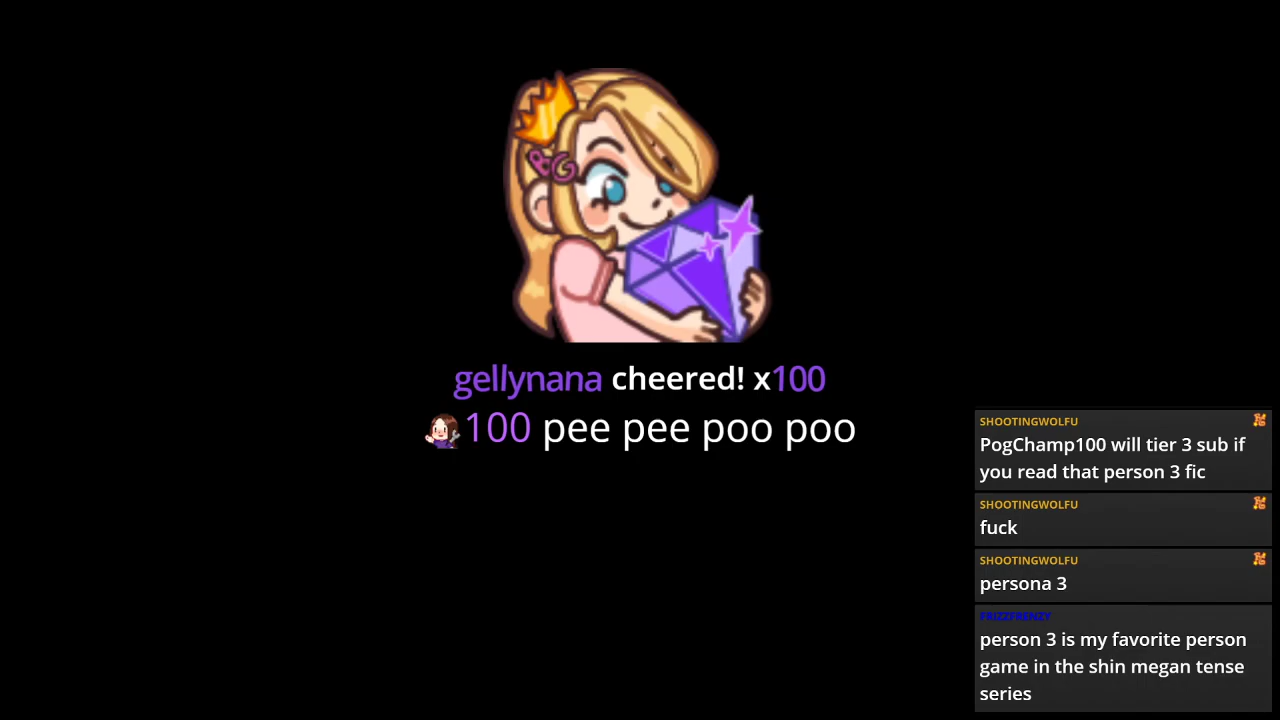 BG
gellynana cheered! x100
100 pee pee poo poo
SHOOTINGWOLFU
PogChamp100 will tier 3 sub if
you read that person 3 fic
SHOOTINGWOLFU
fuck
SHOOTINGWOLFU
persona 3
FRIZZFRENZY
person 3 is my favorite person
game in the shin megan tense
series